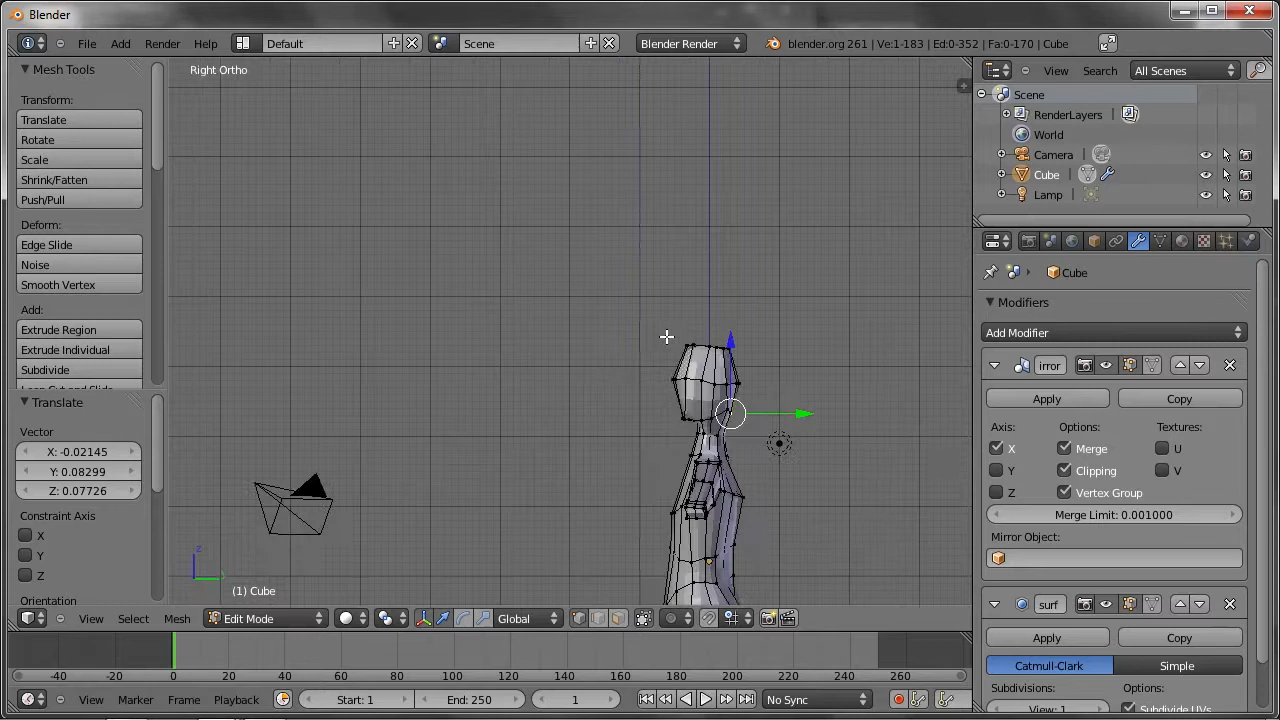 Blender
File Add Render Help Default Scene Blender Render blender.org 261 | Ve:1-183 | Ed:0-352 | Fa:0-170 | Cube
Mesh Tools
Transform:
Translate
Rotate
Scale
Shrink/Fatten
Push/Pull
Deform:
Edge Slide
Noise
Smooth Vertex
Add:
Extrude Region
Extrude Individual
Subdivide
Loop Cut and Slide
Translate
Vector
X: -0.02145
Y: 0.08299
Z: 0.07726
Constraint Axis
X
Y
Z
Orientation
Right Ortho
z
(1) Cube
View Select Mesh Edit Mode Global
-40 -20 0 20 40 60 80 100 120 140 160 180 200 220 240 260
View Marker Frame Playback Start: 1 End: 250 1 No Sync
View Search All Scenes
Scene
RenderLayers |
World
Camera |
Cube |
Lamp |
Cube
Modifiers
Add Modifier
irror
Apply Copy
Axis: Options: Textures:
X Merge U
Y Clipping V
Z Vertex Group
Merge Limit: 0.001000
Mirror Object:
surf
Apply Copy
Catmull-Clark Simple
Subdivisions: Options:
View: 1 Subdivide UVs